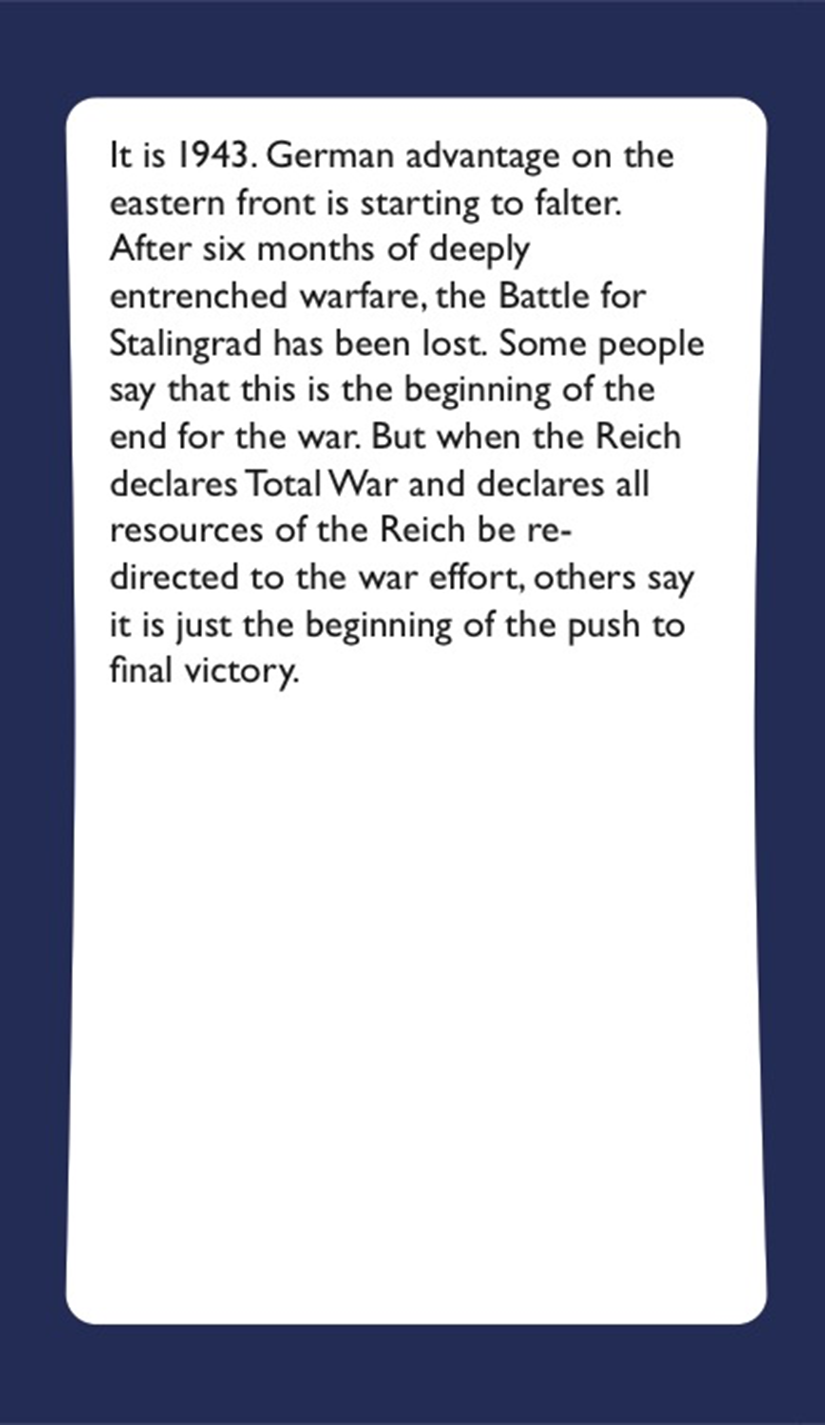 It is 1943. German advantage on the
eastern front is starting to falter.
After six months of deeply
entrenched warfare, the Battle for
Stalingrad has been lost. Some people
say that this is the beginning of the
end for the war. But when the Reich
declares Total War and declares all
resources of the Reich be re-
directed to the war effort, others say
it is just the beginning of the push to
final victory.